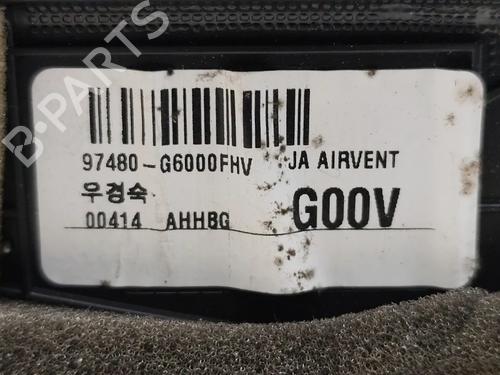 97480-G6000FHV JA AIRVENT
우경숙
00414 AHHBG G00V
B-PARTS